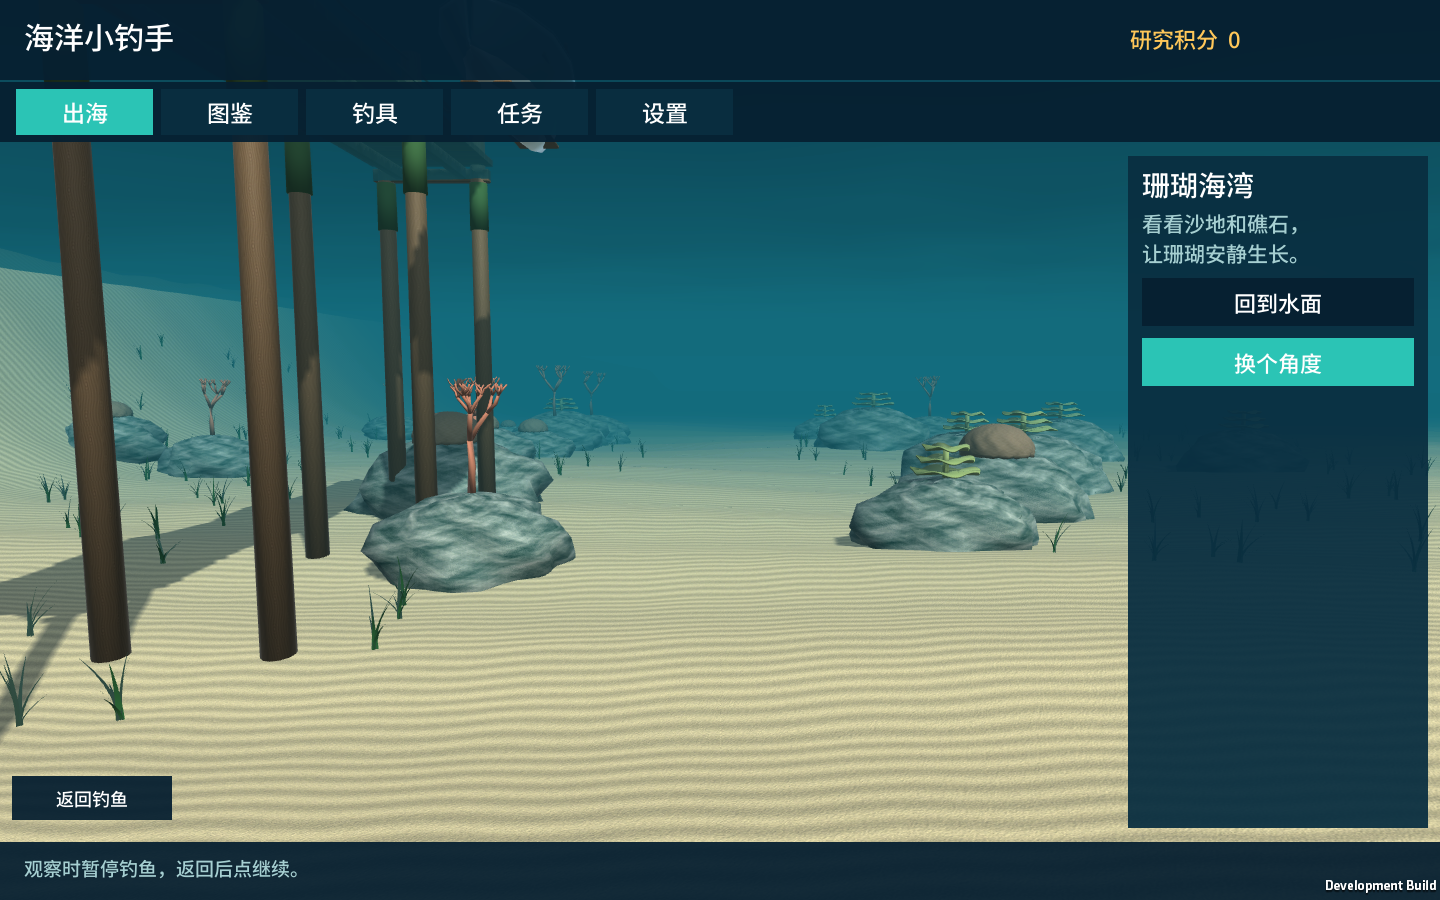 海洋小钓手
研究积分 0
出海
图鉴
钓具
任务
设置
珊瑚海湾
看看沙地和礁石，
让珊瑚安静生长。
回到水面
换个角度
返回钓鱼
观察时暂停钓鱼，返回后点继续。
Development Build